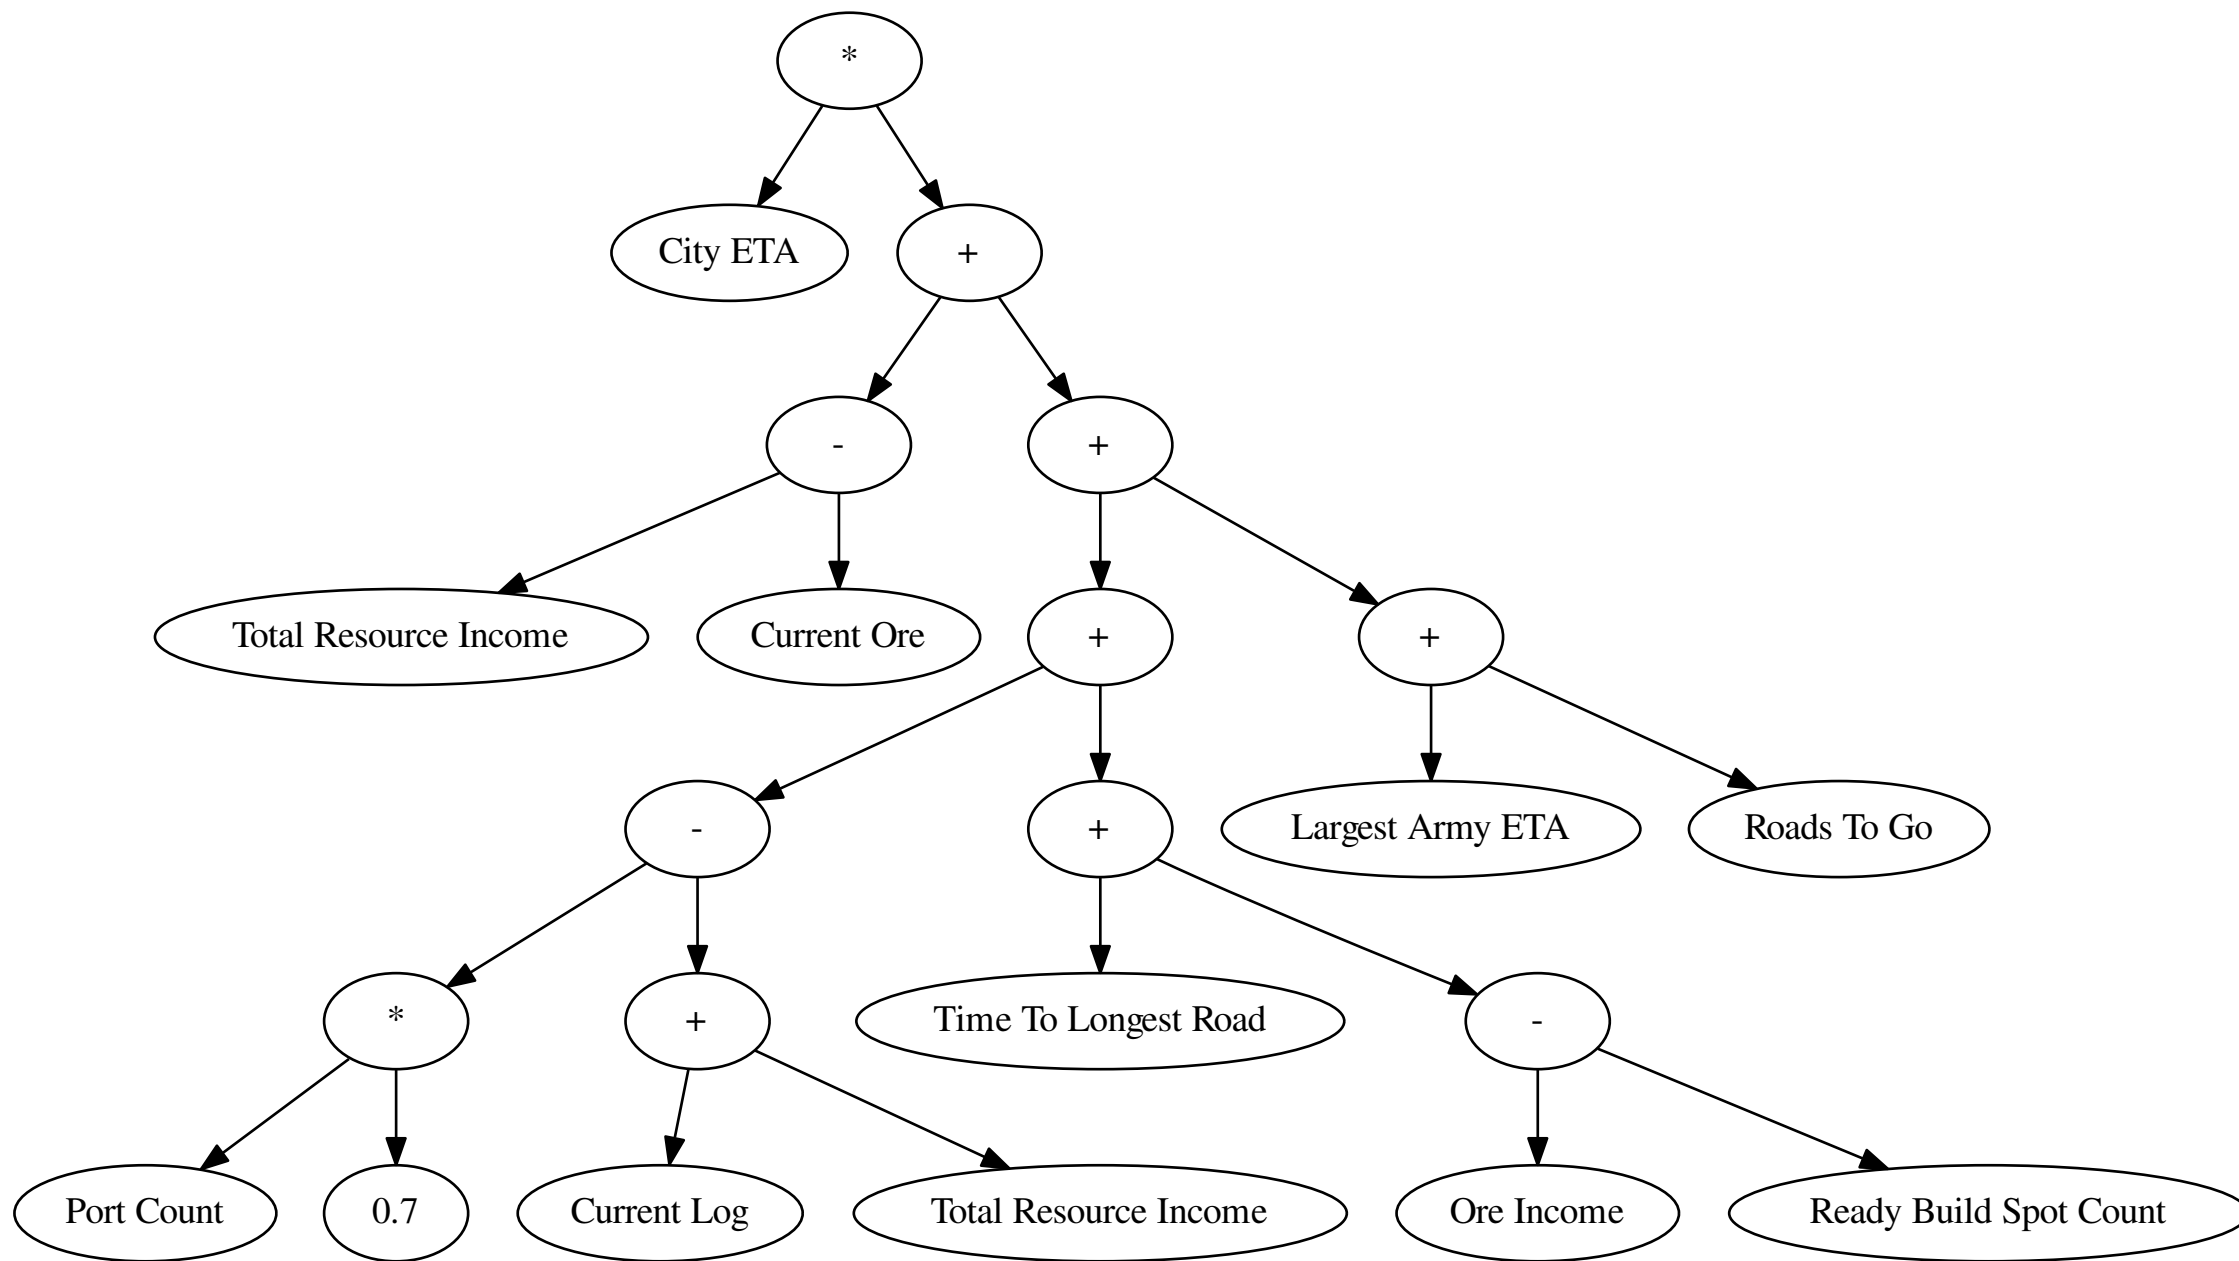 *
City ETA
+
-
+
Total Resource Income
Current Ore
+
+
-
+
Largest Army ETA
Roads To Go
*
+
Time To Longest Road
-
Port Count
0.7
Current Log
Total Resource Income
Ore Income
Ready Build Spot Count